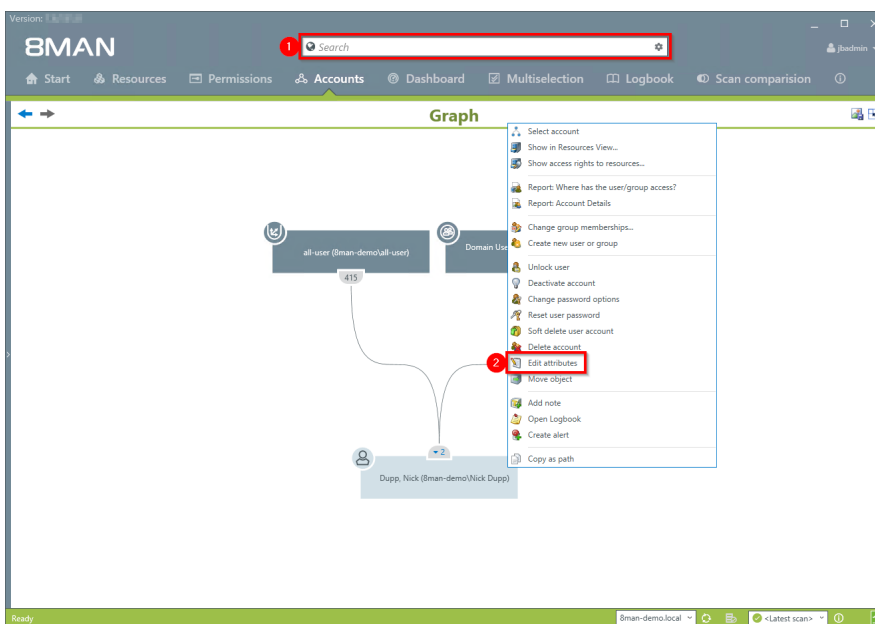 Version:
8MAN
1
Search
jbadmin
Start
Resources
Permissions
Accounts
Dashboard
Multiselection
Logbook
Scan comparision
Graph
Select account
Show in Resources View...
Show access rights to resources...
Report: Where has the user/group access?
Report: Account Details
Change group memberships...
Create new user or group
all-user (8man-demo\all-user)
Domain Use
415
Unlock user
Deactivate account
Change password options
Reset user password
Soft delete user account
Delete account
2
Edit attributes
Move object
Add note
Open Logbook
Create alert
Copy as path
2
Dupp, Nick (8man-demo\Nick Dupp)
Ready
8man-demo.local
<Latest scan>